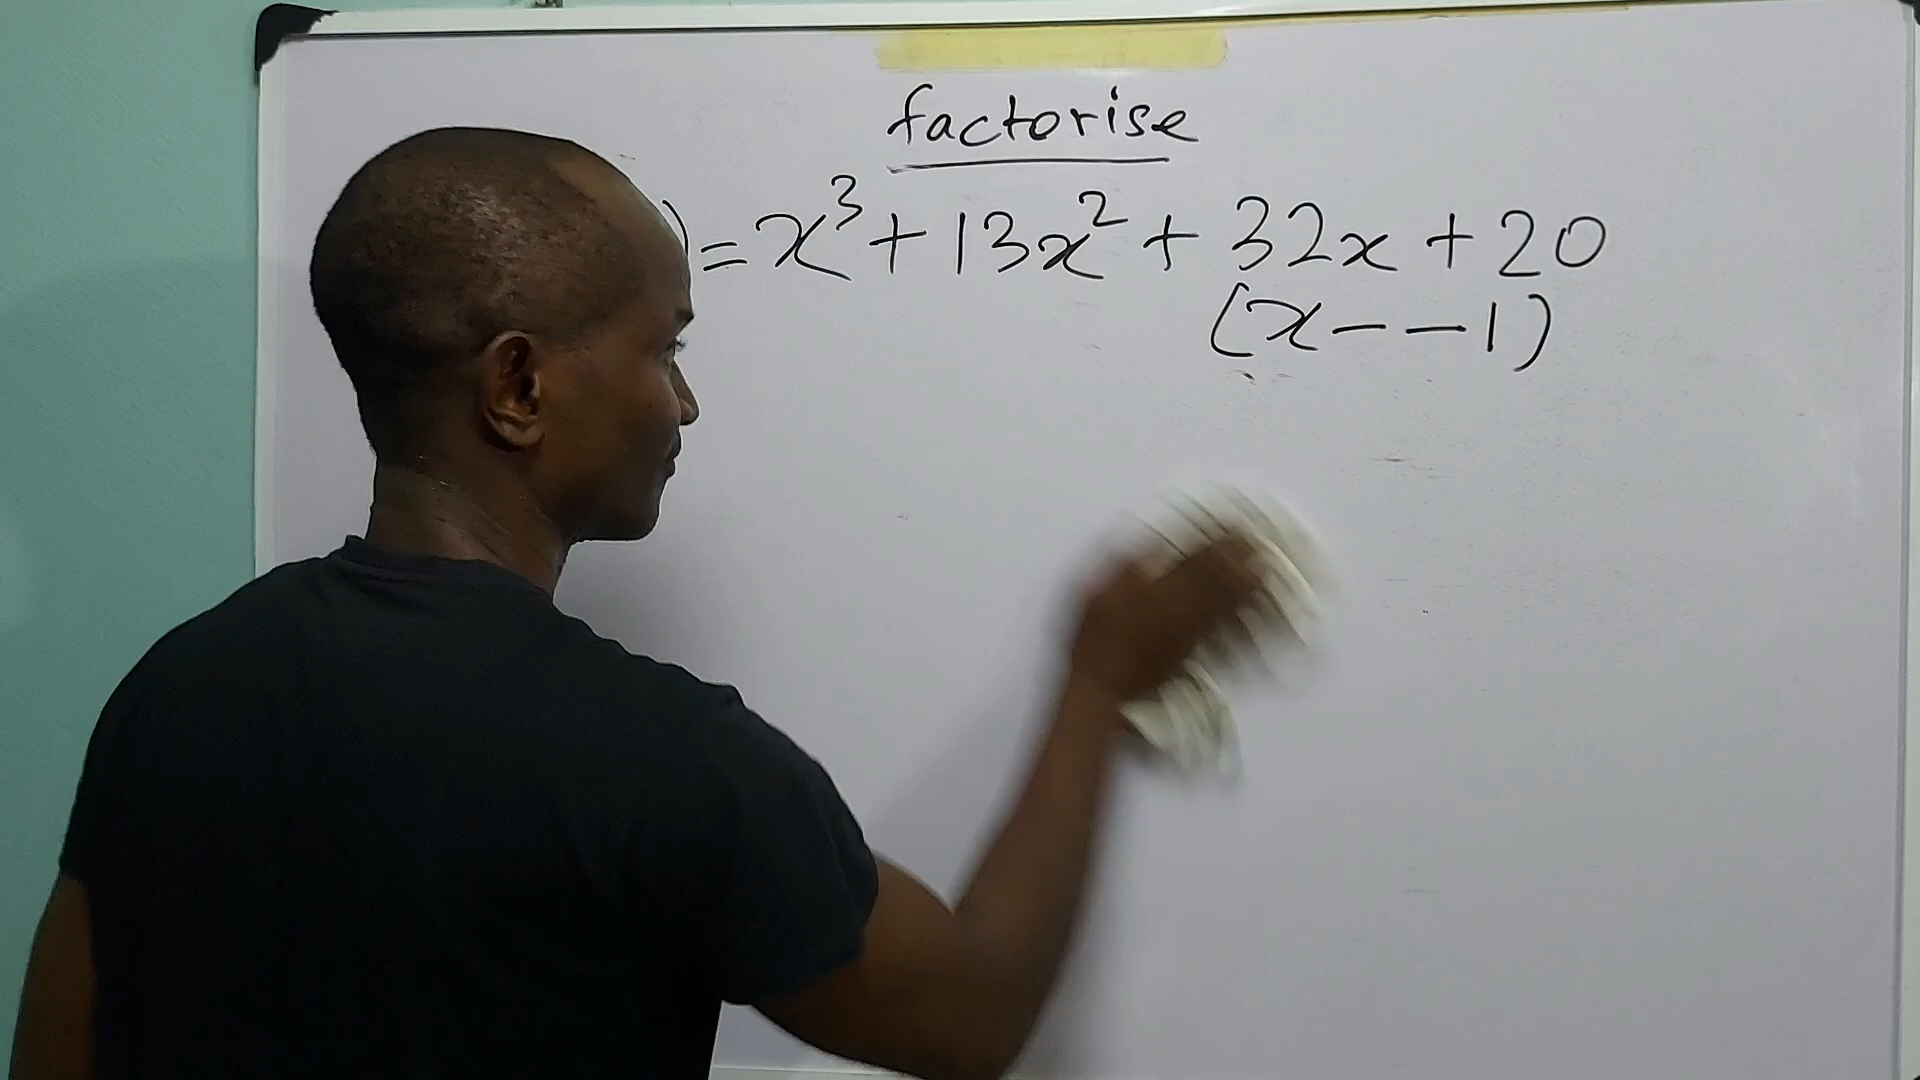 factorise
) = x³ + 13x² + 32x + 20
(x - - 1)